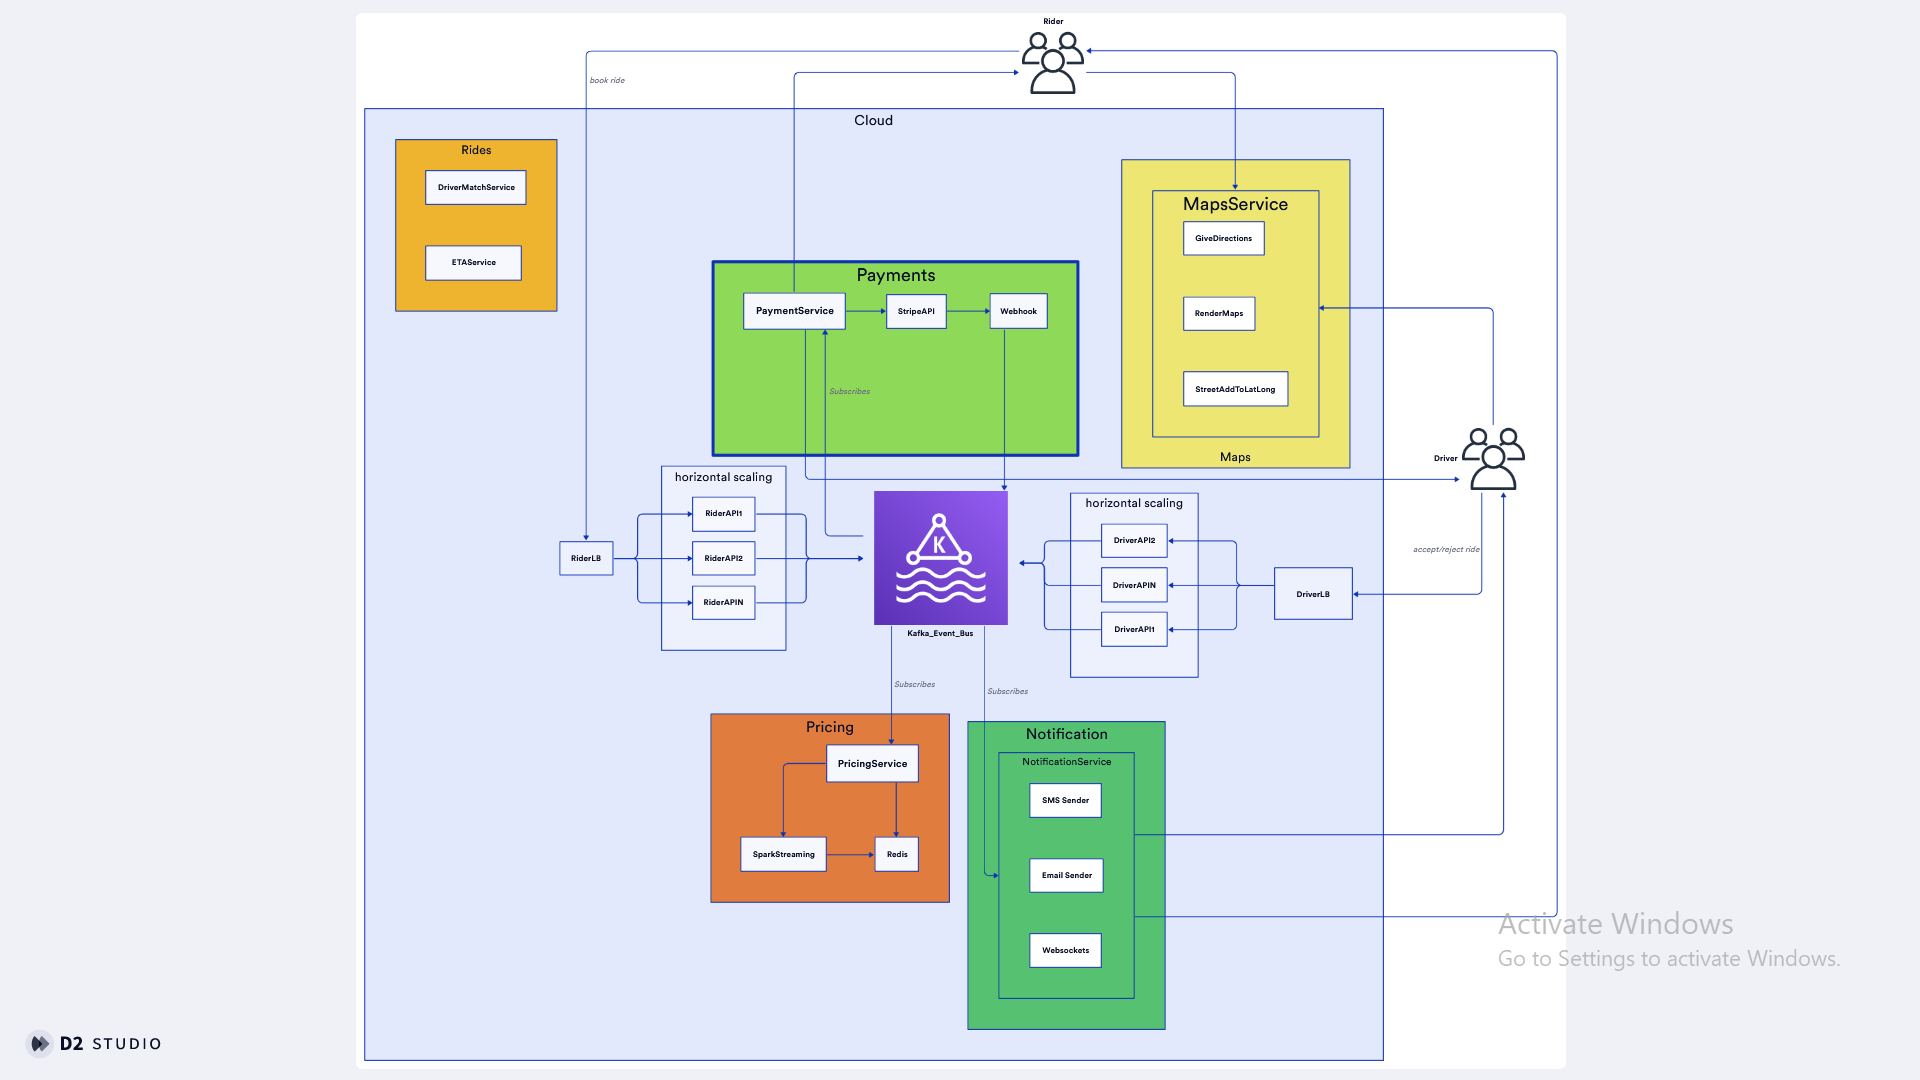 Rider
book ride
Cloud
Rides
DriverMatchService
ETAService
MapsService
GiveDirections
RenderMaps
StreetAddToLatLong
Maps
Payments
PaymentService
StripeAPI
Webhook
Subscribes
Driver
horizontal scaling
RiderAPI1
RiderAPI2
RiderAPIN
RiderLB
K
Kafka_Event_Bus
horizontal scaling
DriverAPI2
DriverAPIN
DriverAPI1
DriverLB
accept/reject ride
Subscribes
Subscribes
Pricing
PricingService
SparkStreaming
Redis
Notification
NotificationService
SMS Sender
Email Sender
Websockets
Activate Windows
Go to Settings to activate Windows.
D2 STUDIO